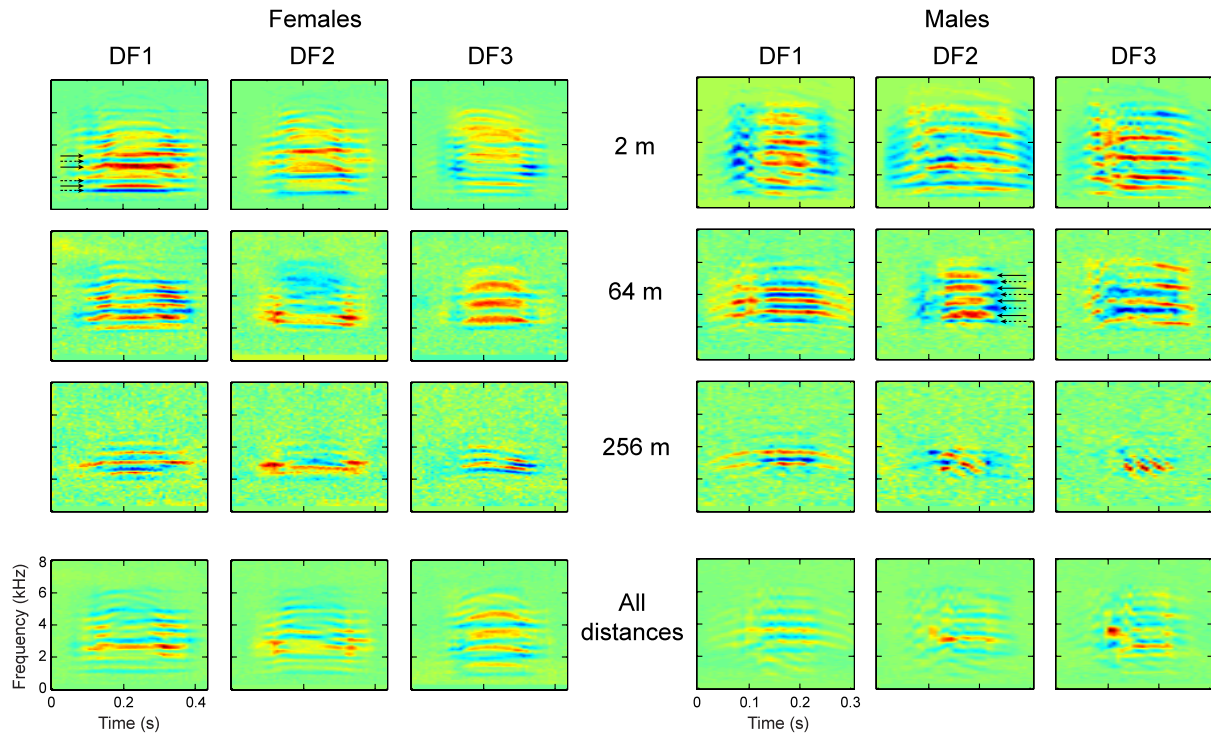 Females Males
DF1 DF2 DF3 DF1 DF2 DF3
2 m
64 m
256 m
All
distances
Frequency (kHz)
8
6
4
2
0
0 0.2 0.4
Time (s)
0 0.1 0.2 0.3
Time (s)